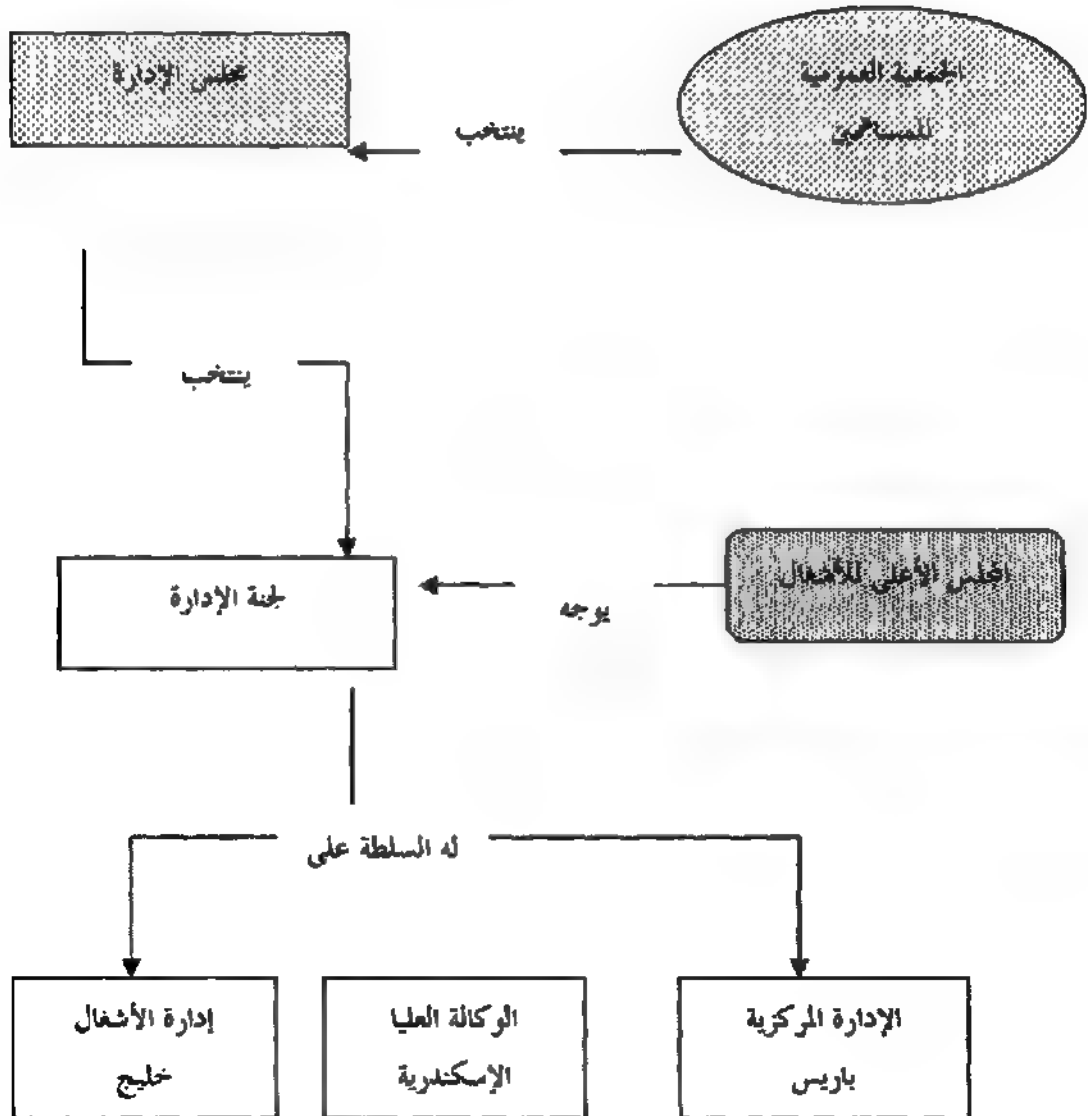 الجمعية العمومية
للمساهمين
ينتخب
مجلس الإدارة
ينتخب
المجلس الأعلى للأشغال
يوجه
لجنة الإدارة
له السلطة على
الإدارة المركزية
باريس
الوكالة العليا
الإسكندرية
إدارة الأشغال
خليج